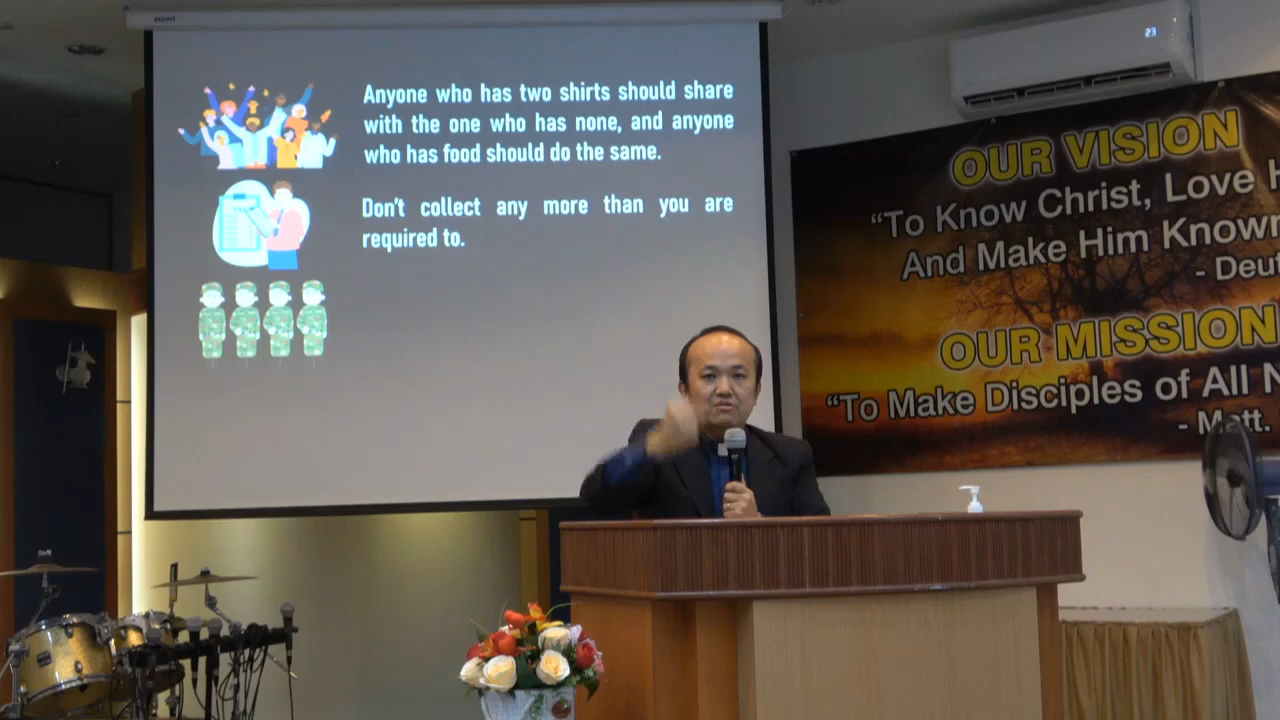 expert
Anyone who has two shirts should share
with the one who has none, and anyone
who has food should do the same.
Don't collect any more than you are
required to.
23
OUR VISION
“To Know Christ, Love H
And Make Him Known
- Deut
OUR MISSION
“To Make Disciples of All N
- Matt.